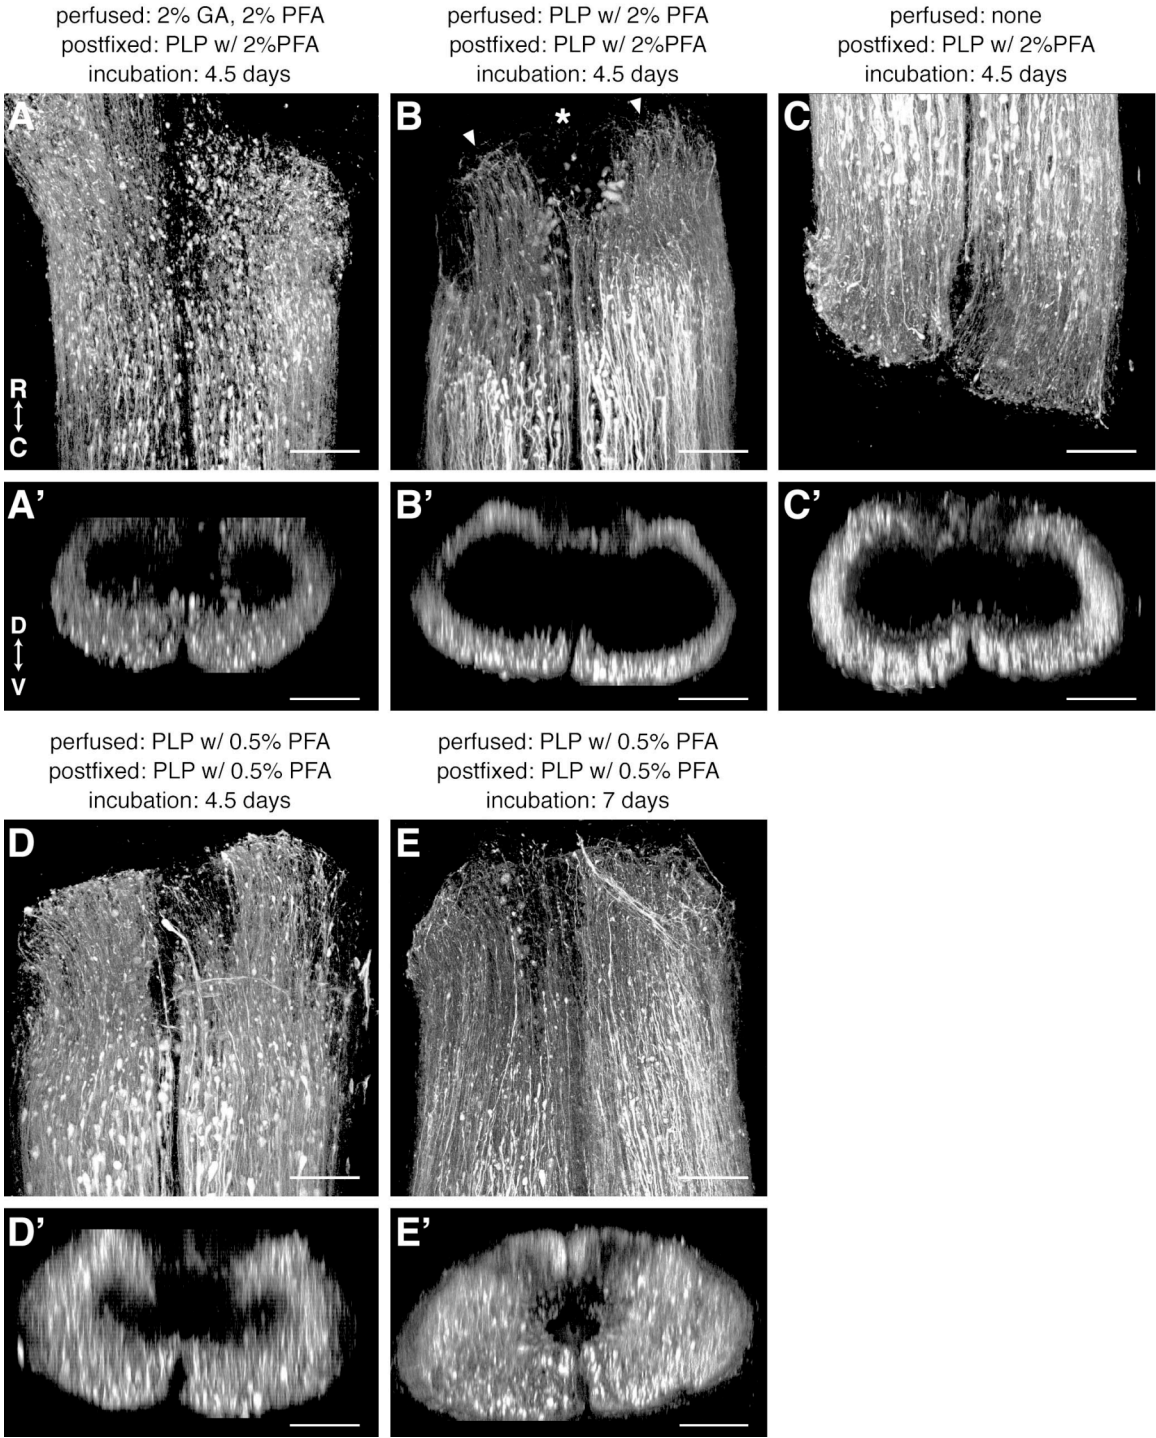 perfused: 2% GA, 2% PFA
postfixed: PLP w/ 2%PFA
incubation: 4.5 days
perfused: PLP w/ 2% PFA
postfixed: PLP w/ 2%PFA
incubation: 4.5 days
perfused: none
postfixed: PLP w/ 2%PFA
incubation: 4.5 days
A
R
C
B
*
C
A’
D
V
B’
C’
perfused: PLP w/ 0.5% PFA
postfixed: PLP w/ 0.5% PFA
incubation: 4.5 days
perfused: PLP w/ 0.5% PFA
postfixed: PLP w/ 0.5% PFA
incubation: 7 days
D
E
D’
E’